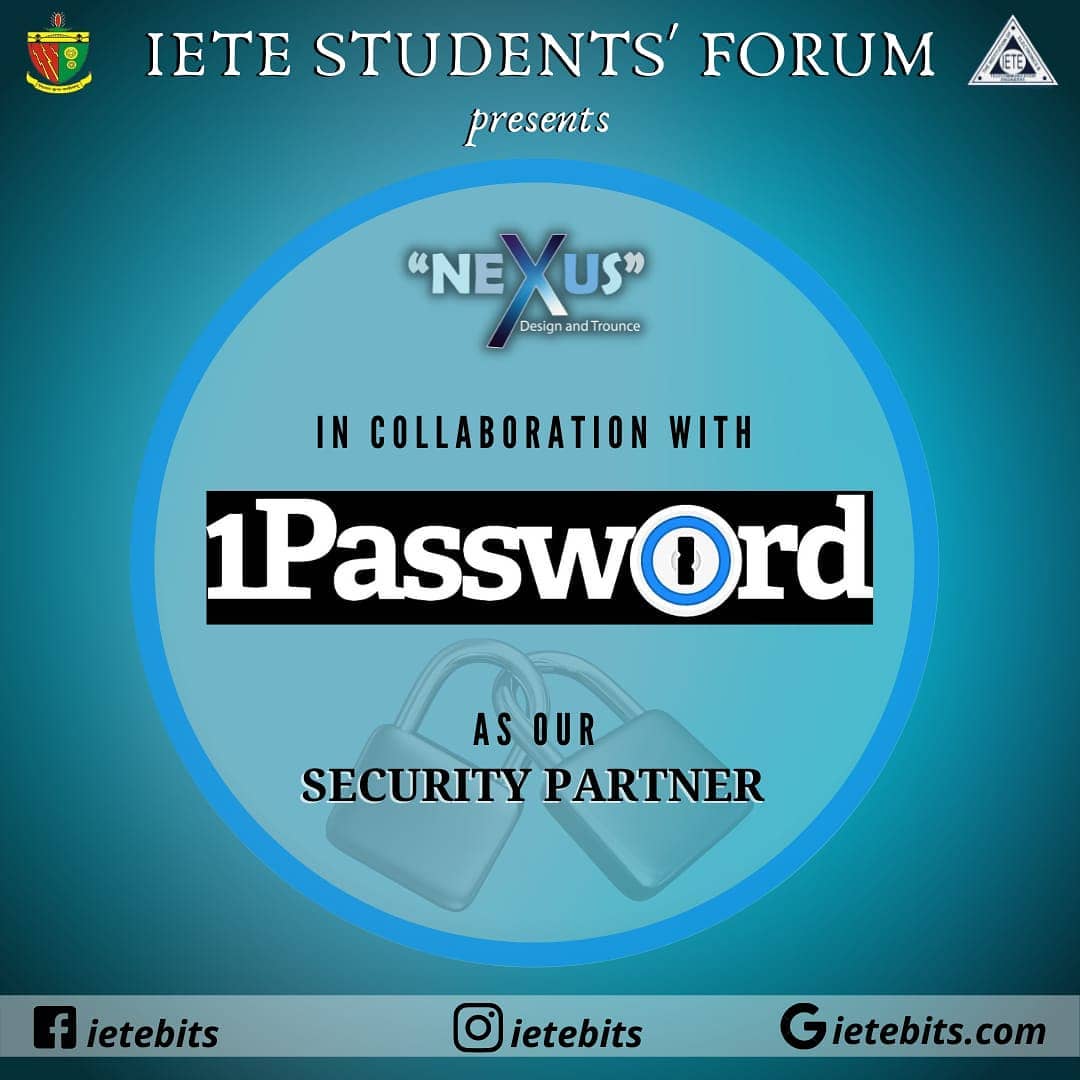 IETE STUDENTS' FORUM
IETE
presents
"NEXUS"
Design and Trounce
IN COLLABORATION WITH
1Password
AS OUR
SECURITY PARTNER
ietebits
ietebits
ietebits.com